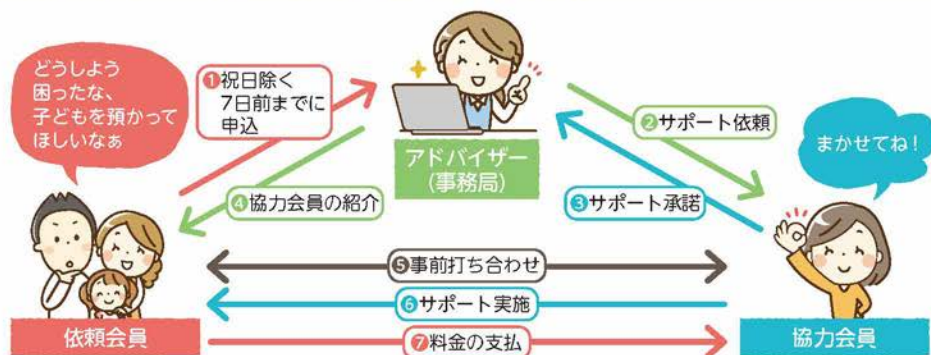 どうしよう
困ったな、
子どもを預かって
ほしいなぁ
❶祝日除く
7日前までに
申込
アドバイザー
(事務局)
❷サポート依頼
まかせてね!
❹協力会員の紹介
❸サポート承諾
❺事前打ち合わせ
❻サポート実施
❼料金の支払
依頼会員
協力会員